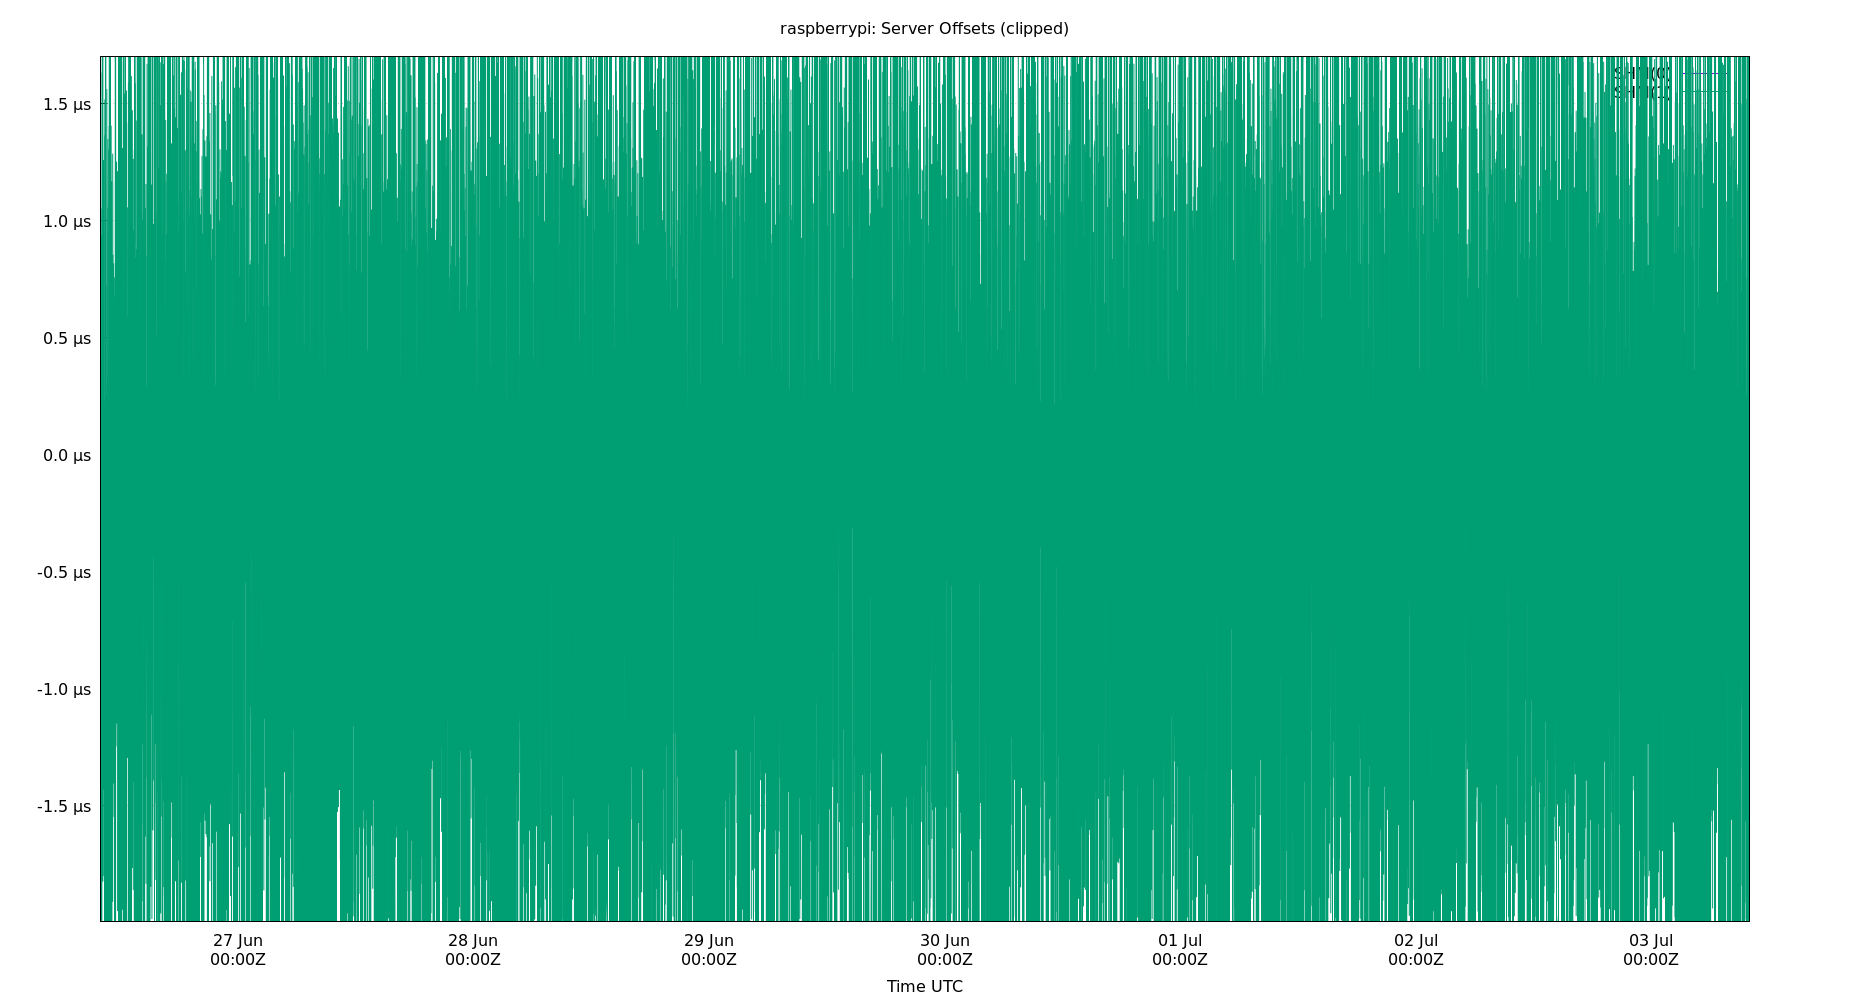 raspberrypi: Server Offsets (clipped)
SHM(0)
1.5 µs
1.0 µs
0.5 µs
0.0 µs
-0.5 µs
-1.0 µs
-1.5 µs
27 Jun
00:00Z
28 Jun
00:00Z
29 Jun
00:00Z
30 Jun
00:00Z
01 Jul
00:00Z
02 Jul
00:00Z
03 Jul
00:00Z
Time UTC